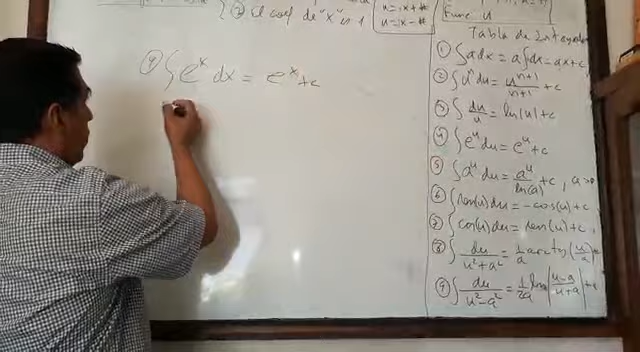 ② El coef de "x" es 1
u = x + #
u = x - #
④ ∫ e^x dx = e^x + c
Func u
Tabla de Integrales
① ∫ a dx = a∫dx = ax + c
② ∫ u^n du = u^(n+1)/(n+1) + c
③ ∫ du/u = ln|u| + c
④ ∫ e^u du = e^u + c
⑤ ∫ a^u du = a^u/ln(a) + c, a >
⑥ ∫ sen(u) du = -cos(u) + c
⑦ ∫ cos(u) du = sen(u) + c
⑧ ∫ du/(u²+a²) = 1/a arctg(u/a) +
⑨ ∫ du/(u²-a²) = 1/2a ln|(u-a)/(u+a)| + c